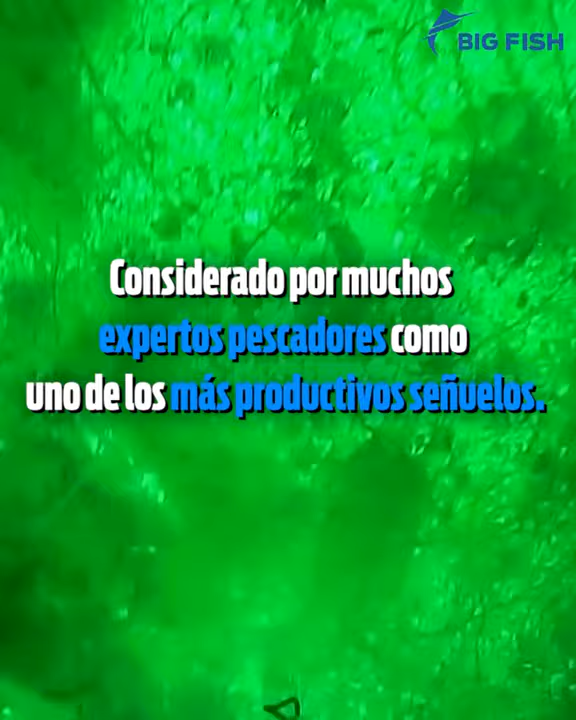 BIG FISH
Considerado por muchos
expertos pescadores como
uno de los más productivos señuelos.